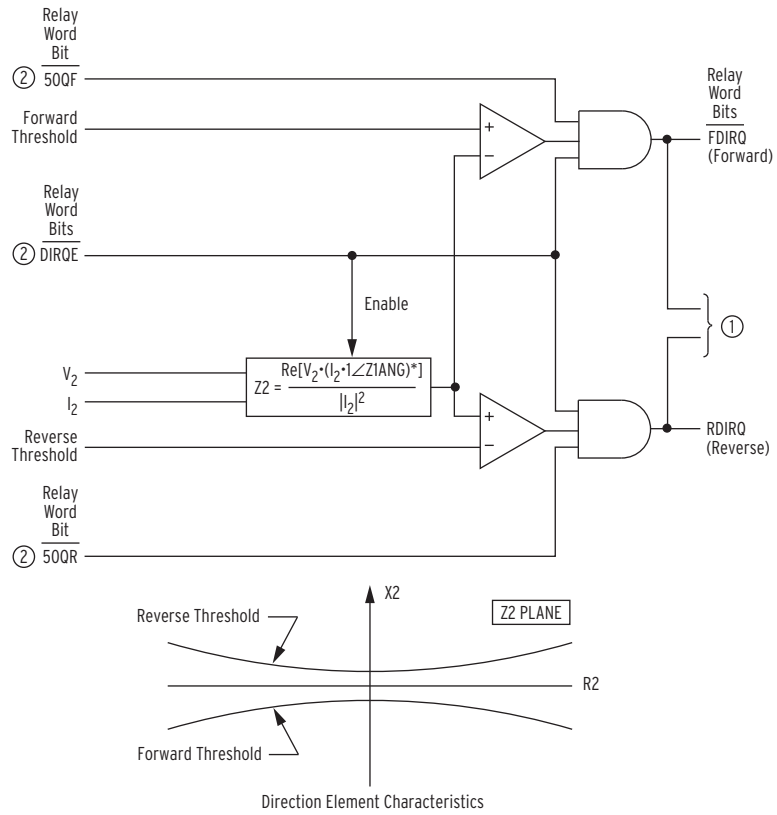 Relay
Word
Bit
② 50QF
Forward
Threshold
Relay
Word
Bits
② DIRQE
Enable
V2
I2
Z2 = Re[V2•(I2•1∠Z1ANG)*]
|I2|²
Reverse
Threshold
Relay
Word
Bit
② 50QR
+
−
+
−
Relay
Word
Bits
FDIRQ
(Forward)
①
RDIRQ
(Reverse)
X2
Z2 PLANE
Reverse Threshold
R2
Forward Threshold
Direction Element Characteristics